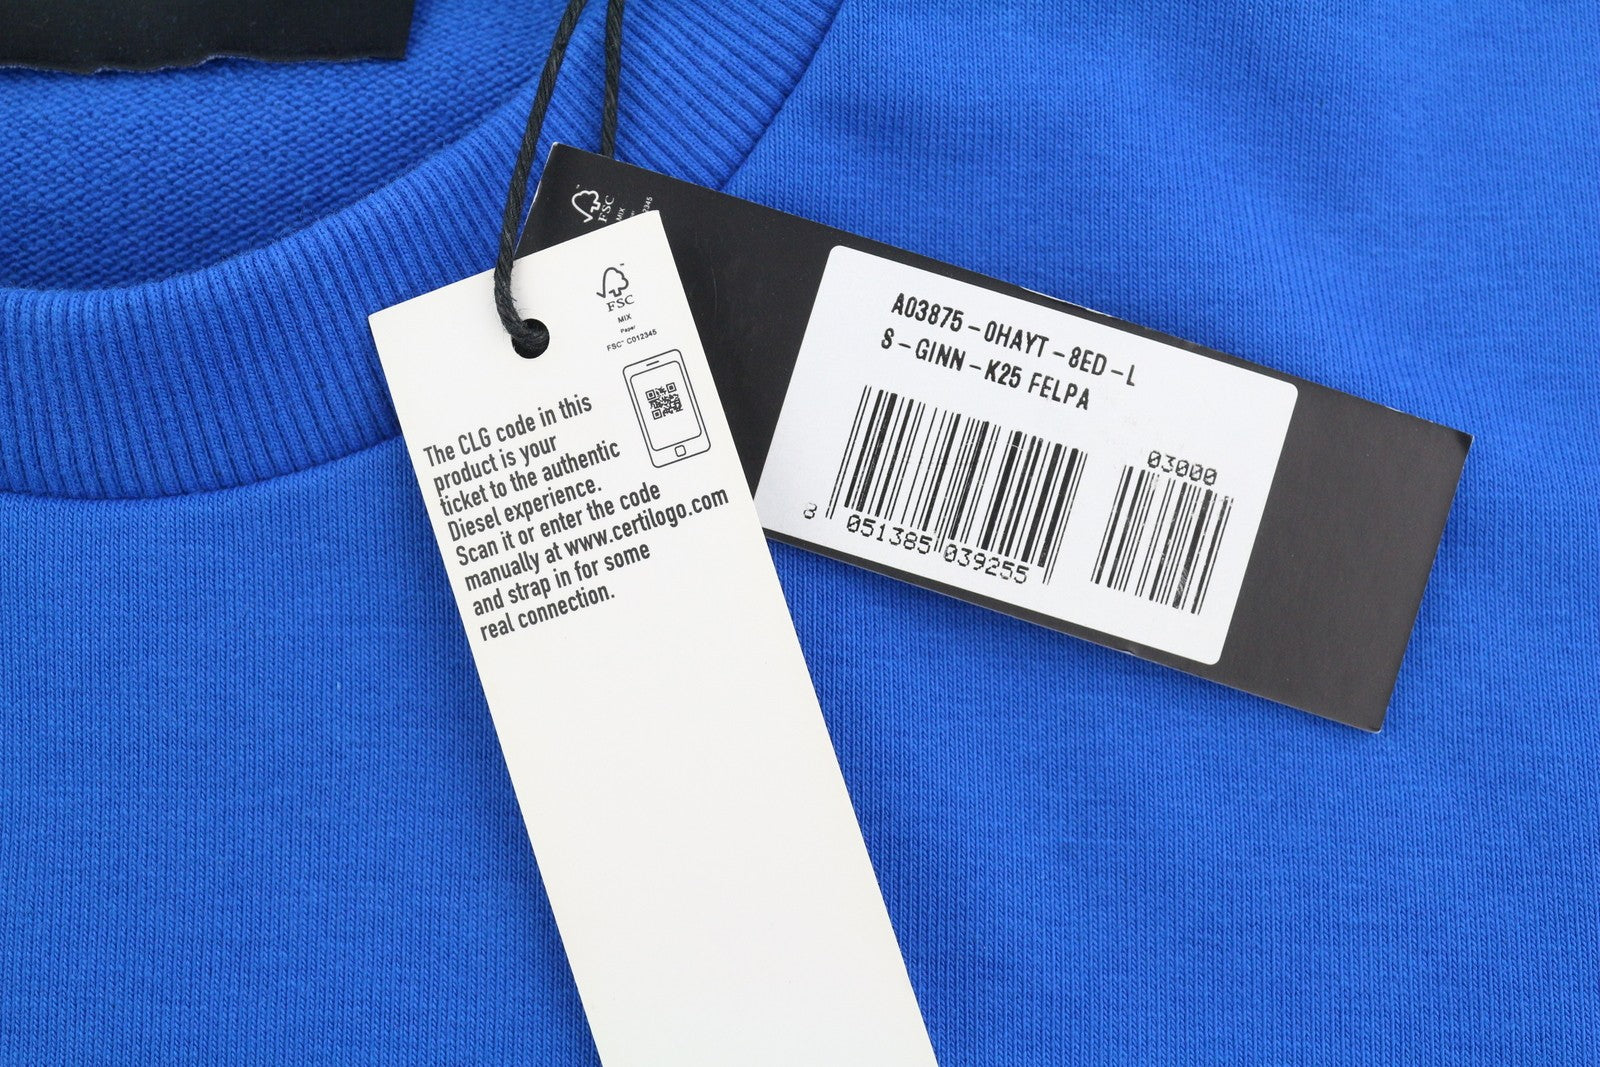 FSC
MIX
FSC
MIX
Paper
FSC™ C012345
The CLG code in this
product is your
ticket to the authentic
Diesel experience.
Scan it or enter the code
manually at www.certilogo.com
and strap in for some
real connection.
A03875-0HAYT-8ED-L
S-GINN-K25 FELPA
03000
8 051385 039255